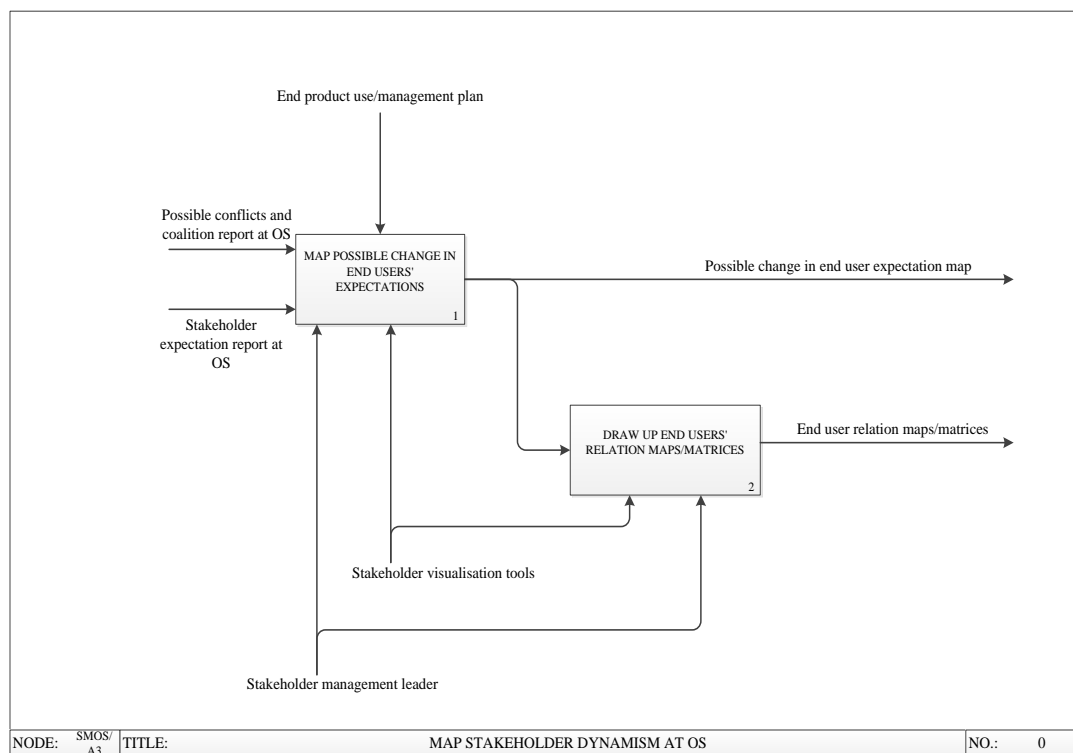 End product use/management plan
Possible conflicts and
coalition report at OS
MAP POSSIBLE CHANGE IN
END USERS'
EXPECTATIONS
1
Possible change in end user expectation map
Stakeholder
expectation report at
OS
DRAW UP END USERS'
RELATION MAPS/MATRICES
2
End user relation maps/matrices
Stakeholder visualisation tools
Stakeholder management leader
NODE: SMOS/
A3
TITLE: MAP STAKEHOLDER DYNAMISM AT OS
NO.: 0